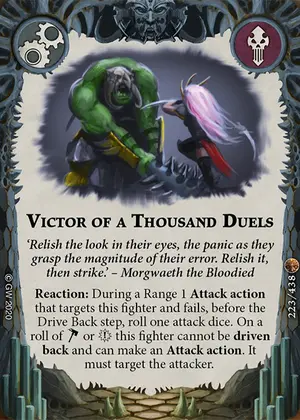 VICTOR OF A THOUSAND DUELS
'Relish the look in their eyes, the panic as they
grasp the magnitude of their error. Relish it,
then strike.' – Morgwaeth the Bloodied
Reaction: During a Range 1 Attack action
that targets this fighter and fails, before the
Drive Back step, roll one attack dice. On a
roll of or this fighter cannot be driven
back and can make an Attack action. It
must target the attacker.
© GW 2020
223/438